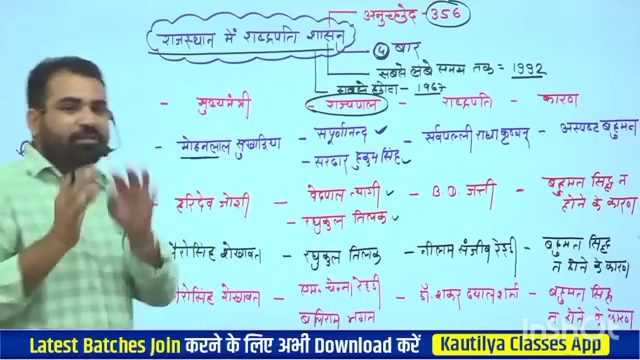 अनुच्छेद - 356
राजस्थान में राष्ट्रपति शासन
④ बार
सबसे लंबे समय तक = 1992
सबसे छोटा - 1967
- मुख्यमंत्री - राज्यपाल - राष्ट्रपति - कारण
- मोहनलाल सुखाडिया - संपूर्णानन्द - सर्वपल्ली राधाकृष्णन - अस्पष्ट बहुमत
- सरदार हुकुम सिंह
- हरिदेव जोशी - वेदपाल त्यागी - B.D. जत्ती - बहुमत सिद्ध न
- रघुकुल तिलक होने के कारण
भैरोसिंह शेखावत - रघुकुल तिलक - नीलम संजीव रेड्डी - बहुमत सिद्ध
न होने के कारण
भैरोसिंह शेखावत - एम. चेन्ना रेड्डी - डॉ. शंकर दयाल शर्मा - बहुमत सिद्ध
बलिराम भगत न होने के कारण
Latest Batches Join करने के लिए अभी Download करें Kautilya Classes App